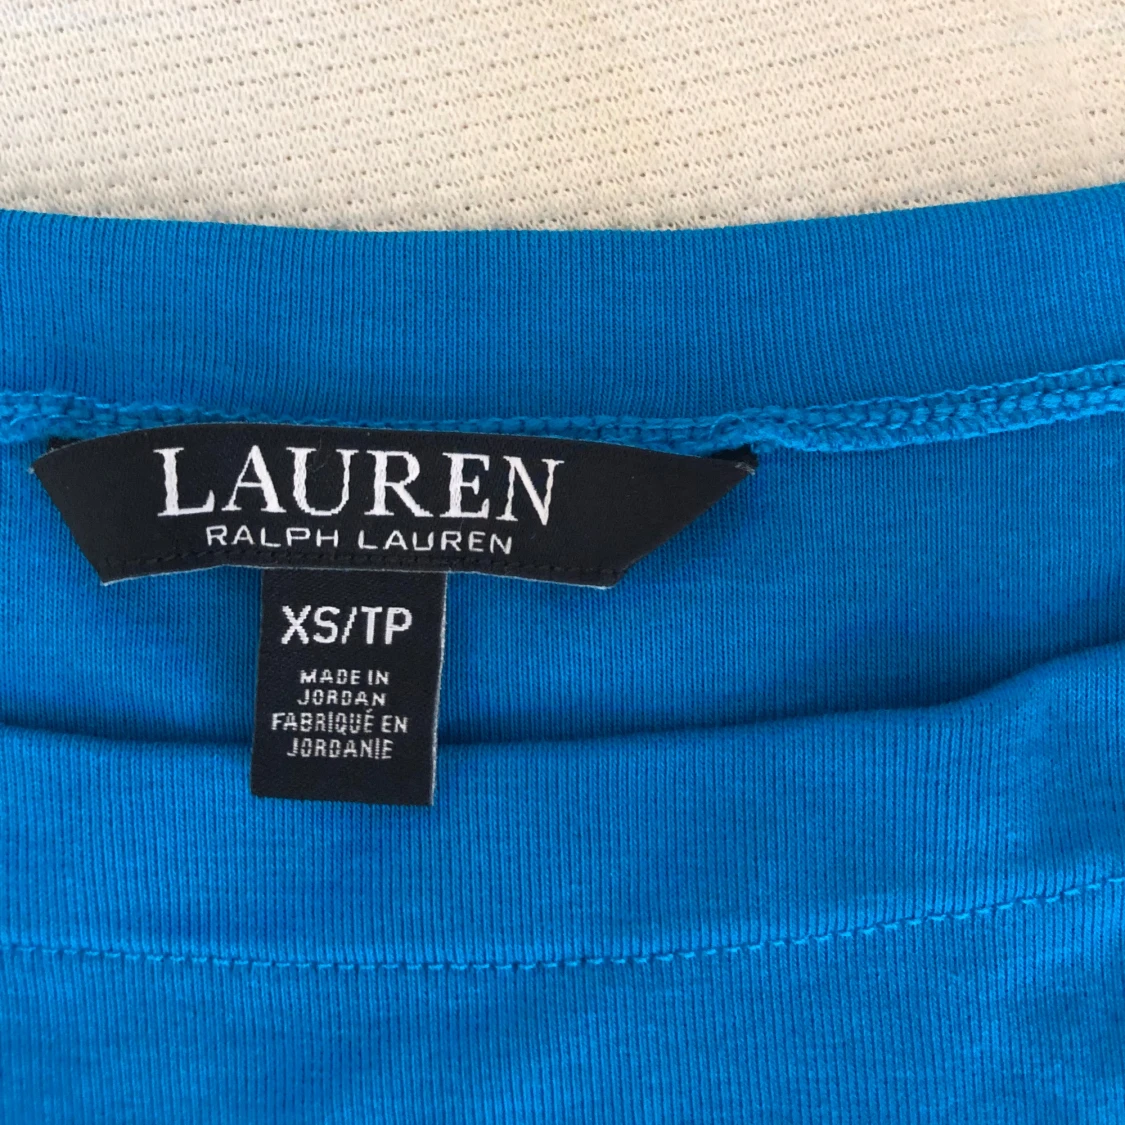 LAUREN
RALPH LAUREN
XS/TP
MADE IN
JORDAN
FABRIQUÉ EN
JORDANIE